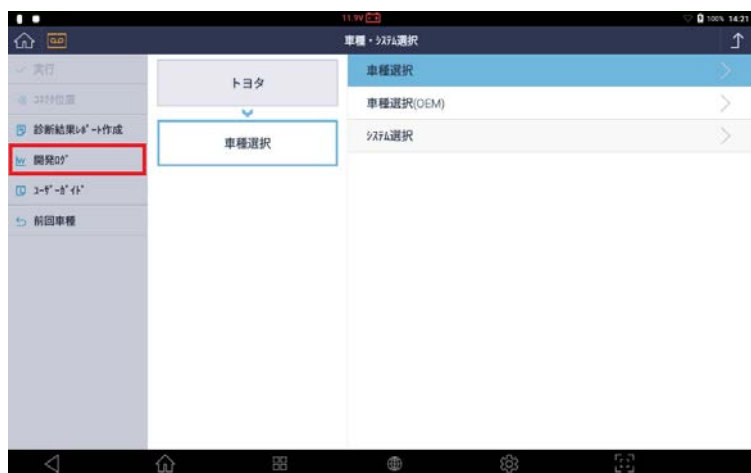 11.9V
100% 14:21
車種・ｼｽﾃﾑ選択
実行
ｺﾈｸﾀ位置
診断結果ﾚﾎﾟｰﾄ作成
開発ﾛｸﾞ
ﾕｰｻﾞｰｶﾞｲﾄﾞ
前回車種
トヨタ
車種選択
車種選択
車種選択(OEM)
ｼｽﾃﾑ選択